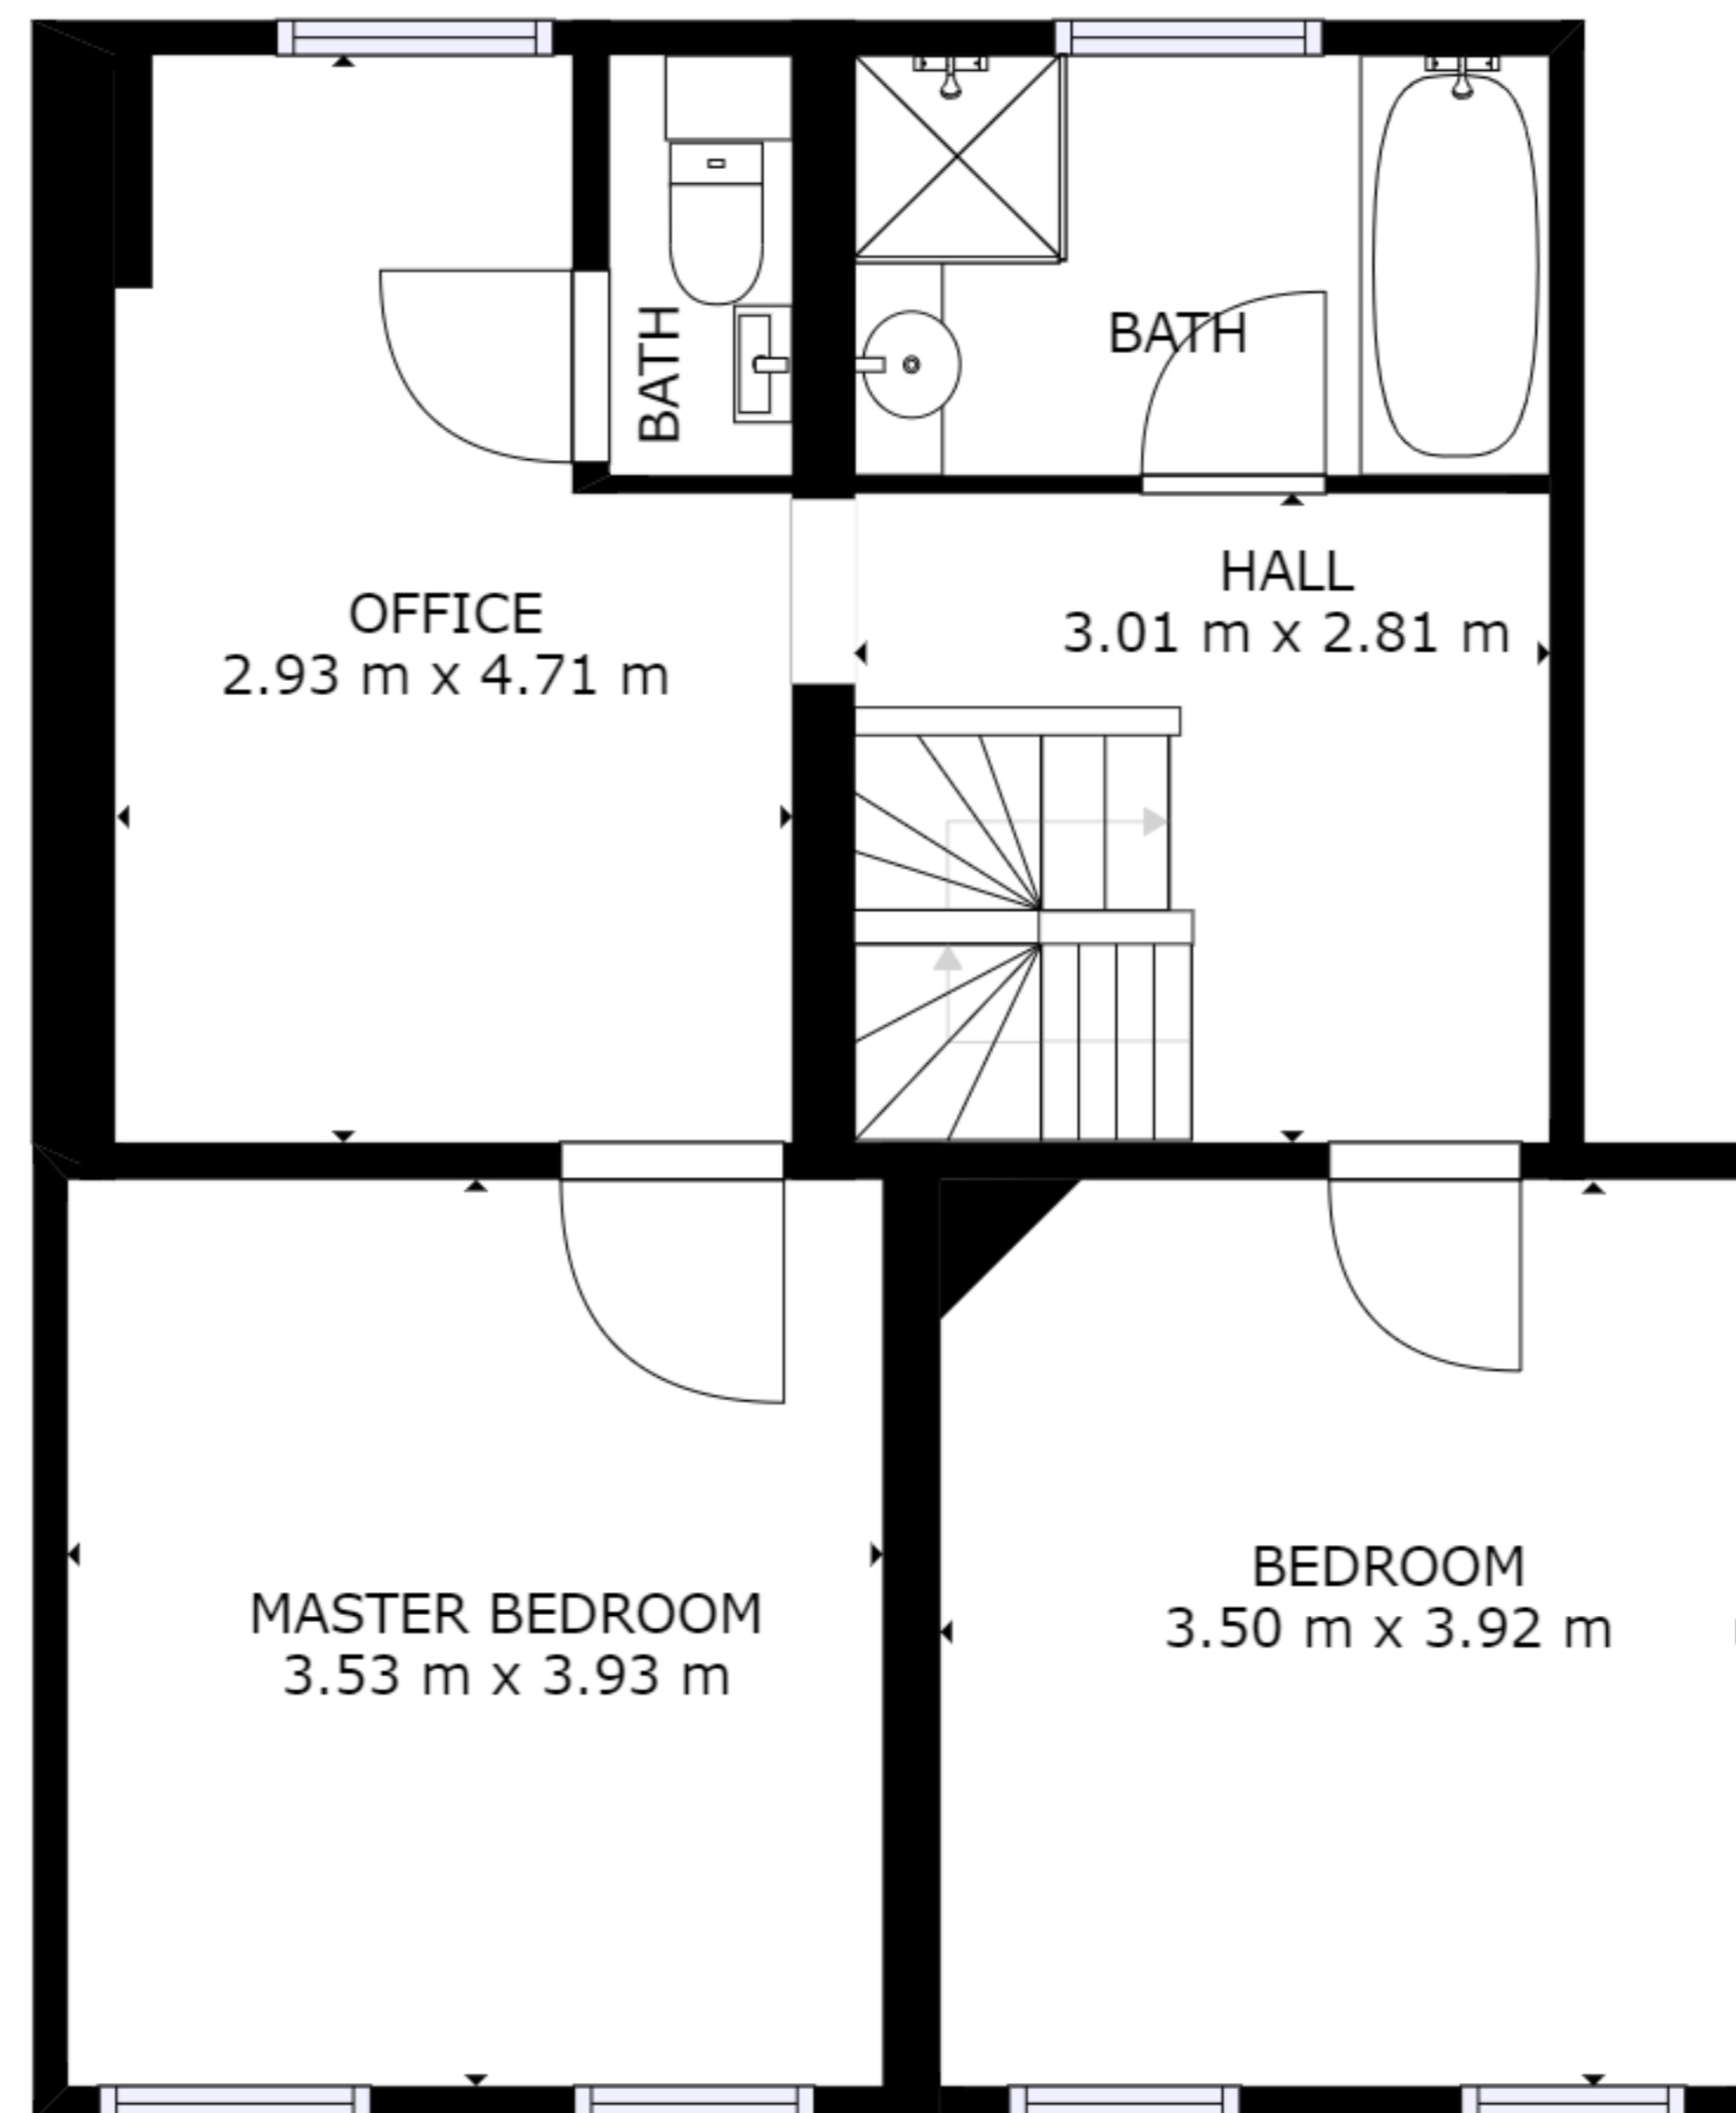 BATH
BATH
HALL
3.01 m x 2.81 m
OFFICE
2.93 m x 4.71 m
BEDROOM
3.50 m x 3.92 m
MASTER BEDROOM
3.53 m x 3.93 m